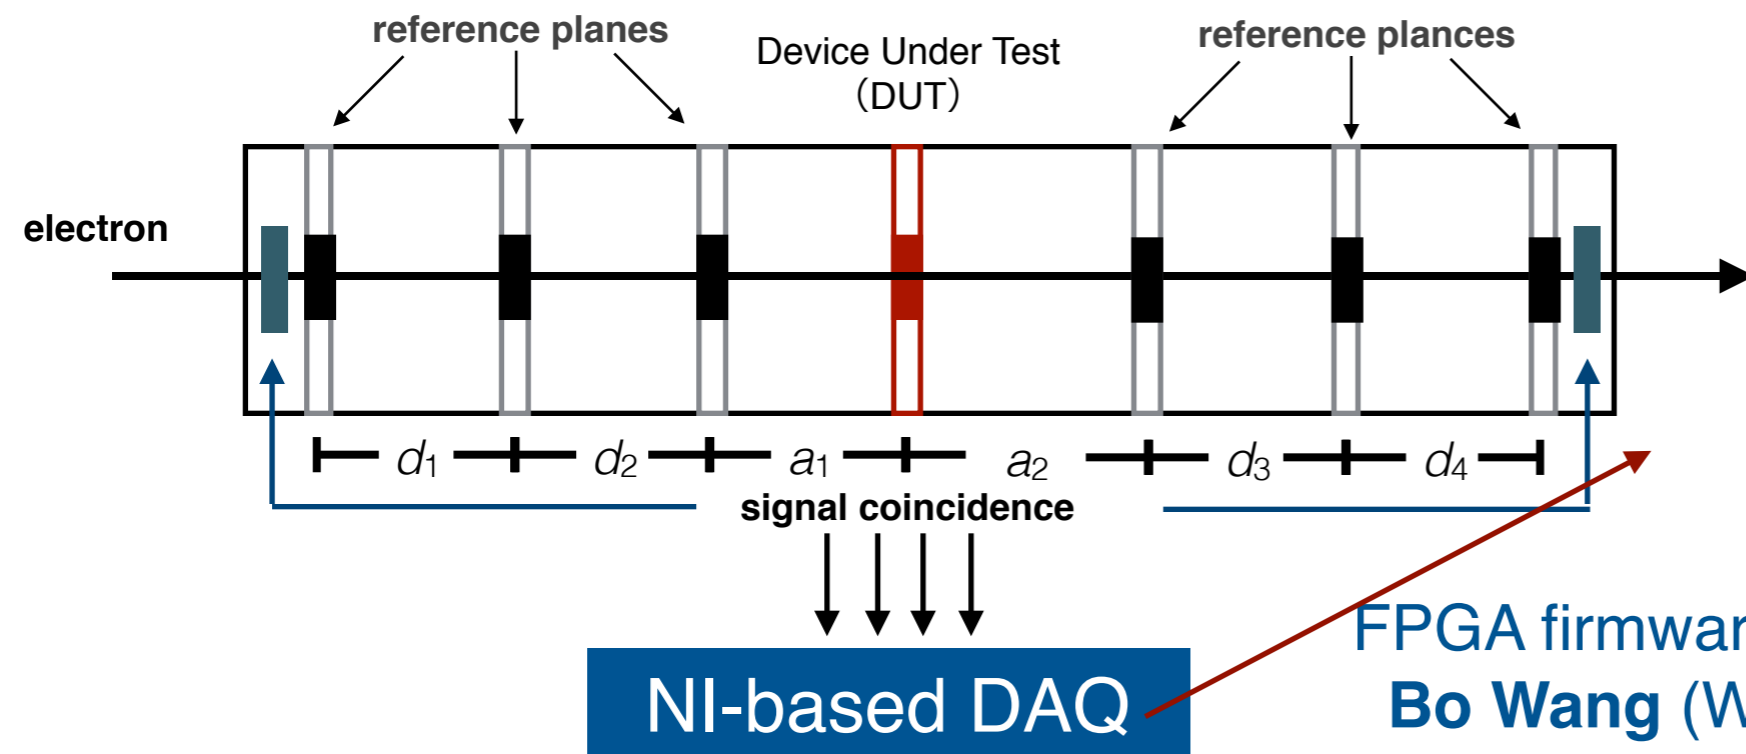 reference planes
Device Under Test
(DUT)
reference plances
electron
d1 d2 a1 a2 d3 d4
signal coincidence
NI-based DAQ
FPGA firmwar
Bo Wang (W